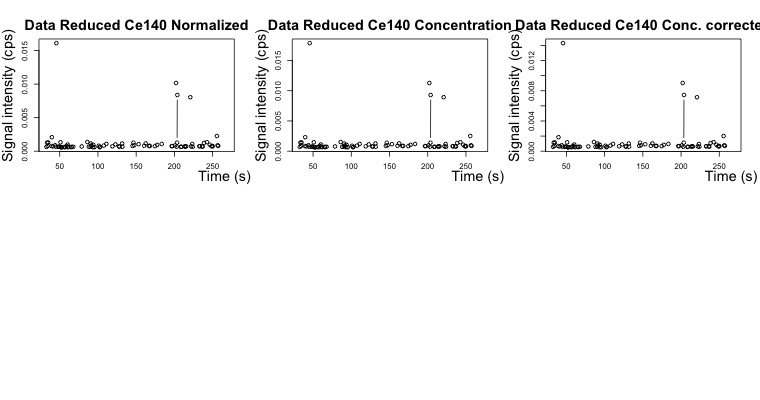 Data Reduced Ce140 Normalized
Signal intensity (cps)
0.000 0.005 0.010 0.015
50 100 150 200 250
Time (s)
Data Reduced Ce140 Concentration
Signal intensity (cps)
0.000 0.005 0.010 0.015
50 100 150 200 250
Time (s)
Data Reduced Ce140 Conc. correcte
Signal intensity (cps)
0.000 0.004 0.008 0.012
50 100 150 200 250
Time (s)